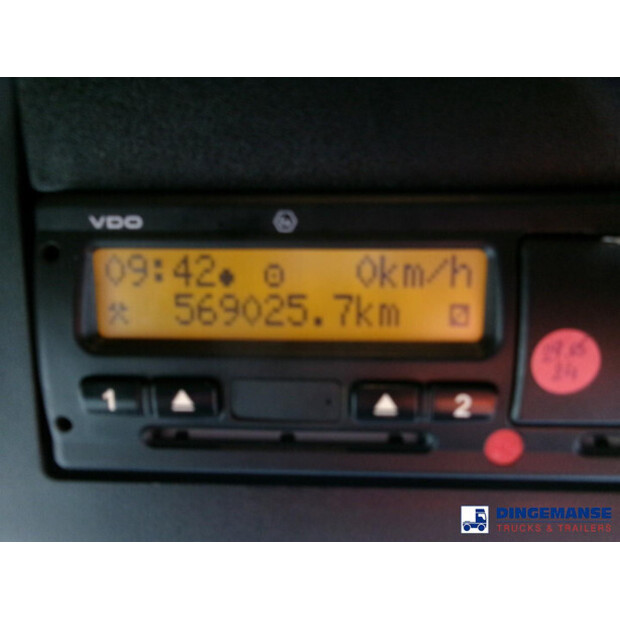 VDO
09:42 0km/h
569025.7km
1 2
DINGEMANSE
TRUCKS & TRAILERS